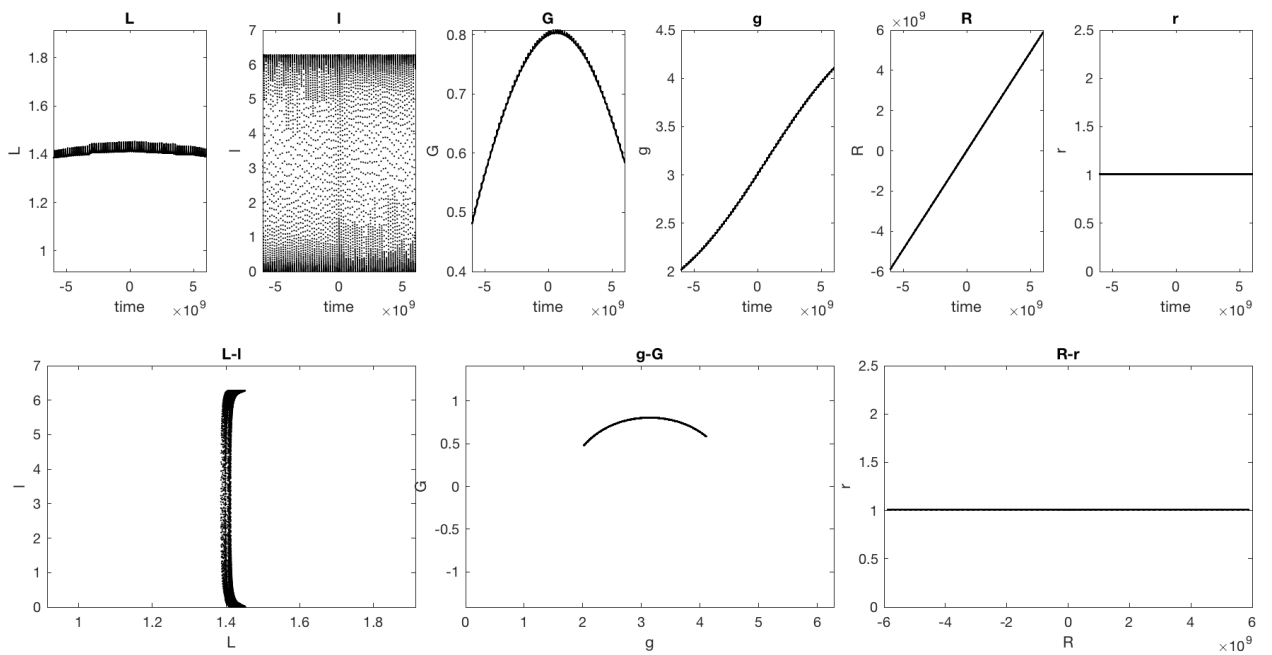 L
1.8
1.6
1.4
1.2
1
L
-5 0 5
time ×10^9
l
7
6
5
4
3
2
1
0
l
-5 0 5
time ×10^9
G
0.8
0.7
0.6
0.5
0.4
G
-5 0 5
time ×10^9
g
4.5
4
3.5
3
2.5
2
g
-5 0 5
time ×10^9
R
×10^9
6
4
2
0
-2
-4
-6
R
-5 0 5
time ×10^9
r
2.5
2
1.5
1
0.5
0
r
-5 0 5
time ×10^9
L-l
7
6
5
4
3
2
1
0
l
1 1.2 1.4 1.6 1.8
L
g-G
1
0.5
0
-0.5
-1
G
0 1 2 3 4 5 6
g
R-r
2.5
2
1.5
1
0.5
0
r
-6 -4 -2 0 2 4 6
R ×10^9